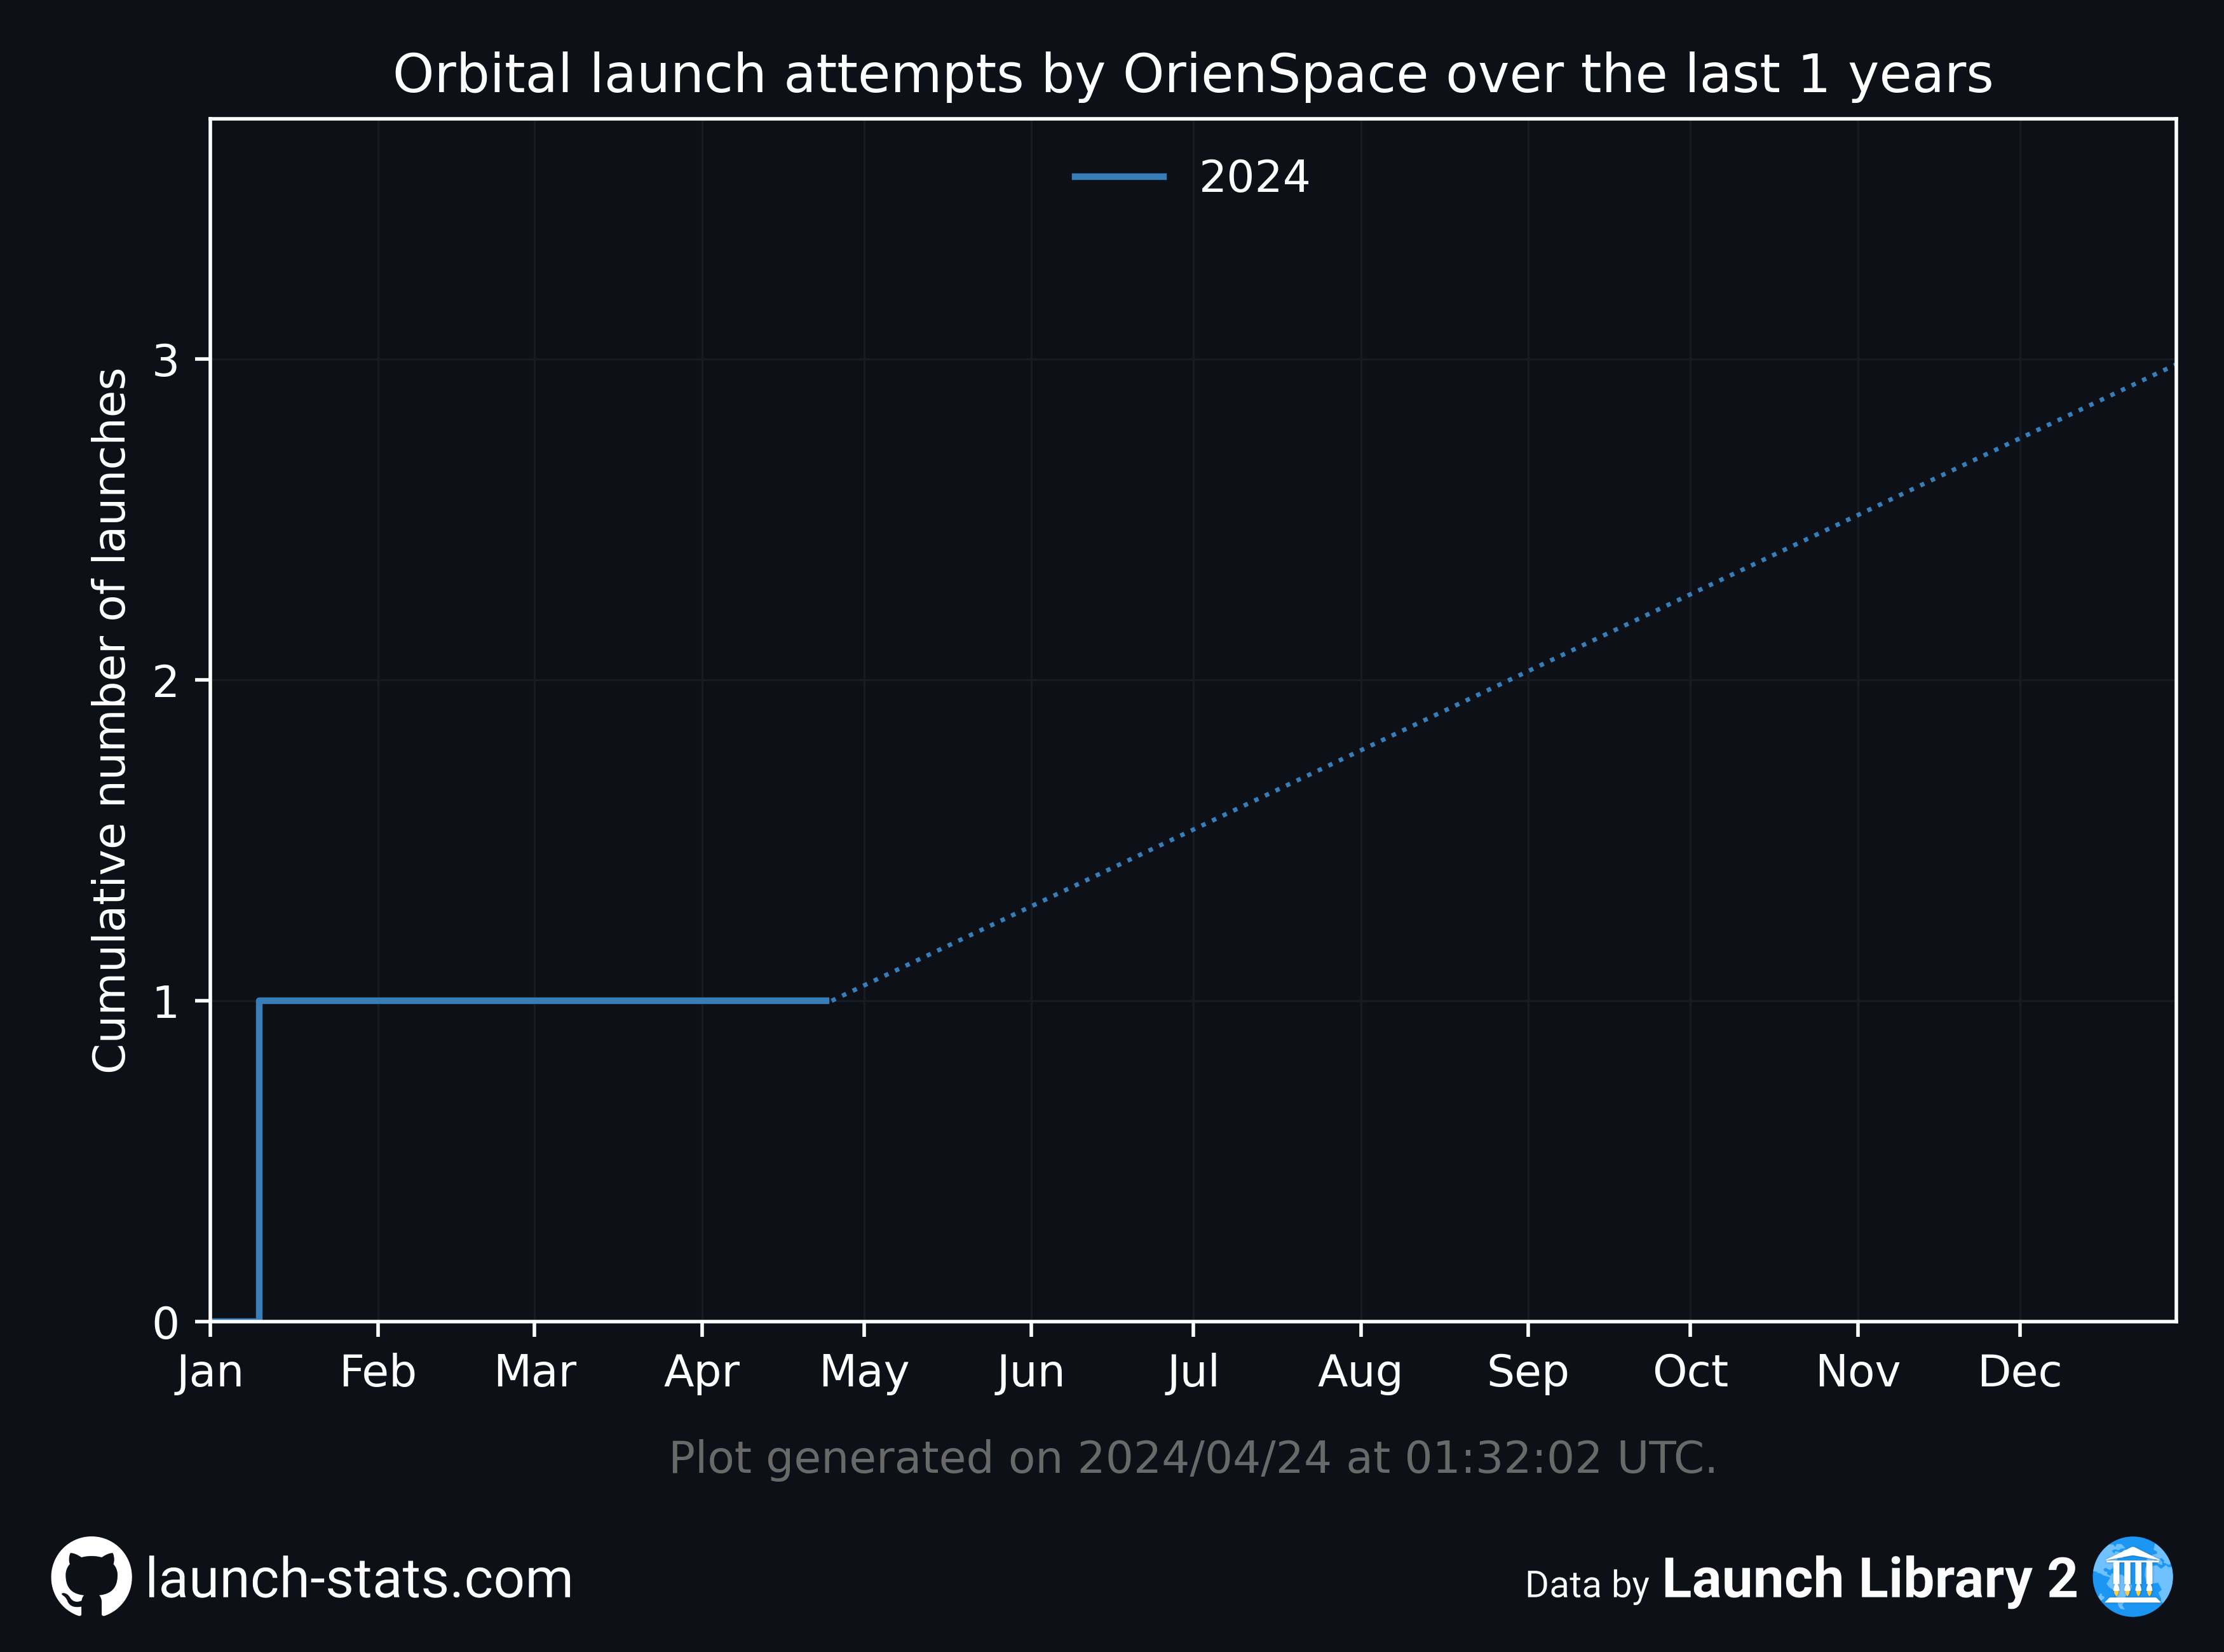 Orbital launch attempts by OrienSpace over the last 1 years
2024
Cumulative number of launches
3
2
1
0
Jan Feb Mar Apr May Jun Jul Aug Sep Oct Nov Dec
Plot generated on 2024/04/24 at 01:32:02 UTC.
launch-stats.com
Data by Launch Library 2